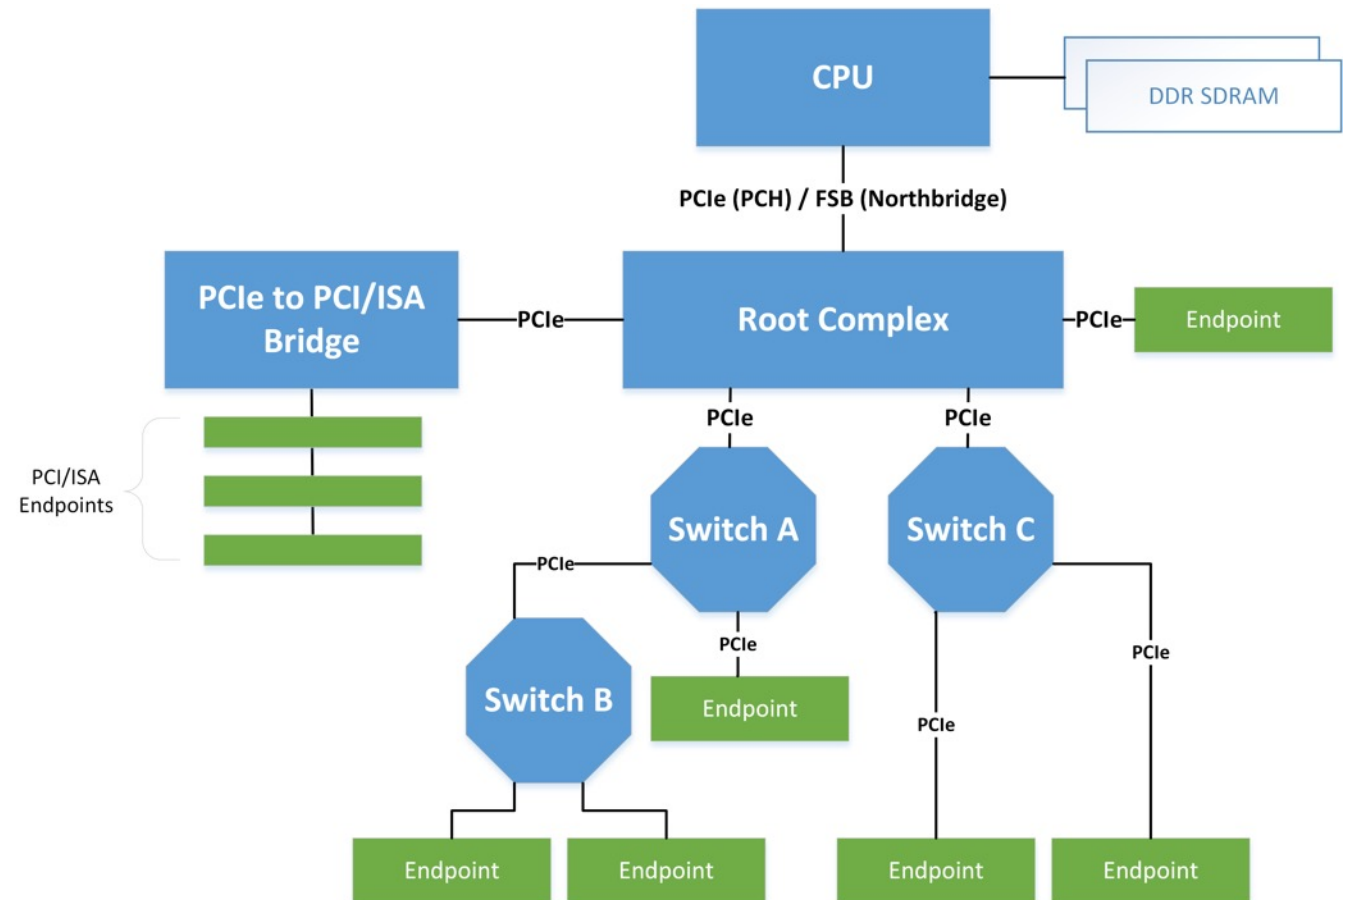 CPU
DDR SDRAM
PCIe (PCH) / FSB (Northbridge)
PCIe to PCI/ISA
Bridge
PCIe
Root Complex
PCIe
Endpoint
PCIe
PCIe
PCI/ISA
Endpoints
Switch A
Switch C
PCIe
PCIe
PCIe
Switch B
Endpoint
PCIe
Endpoint
Endpoint
Endpoint
Endpoint